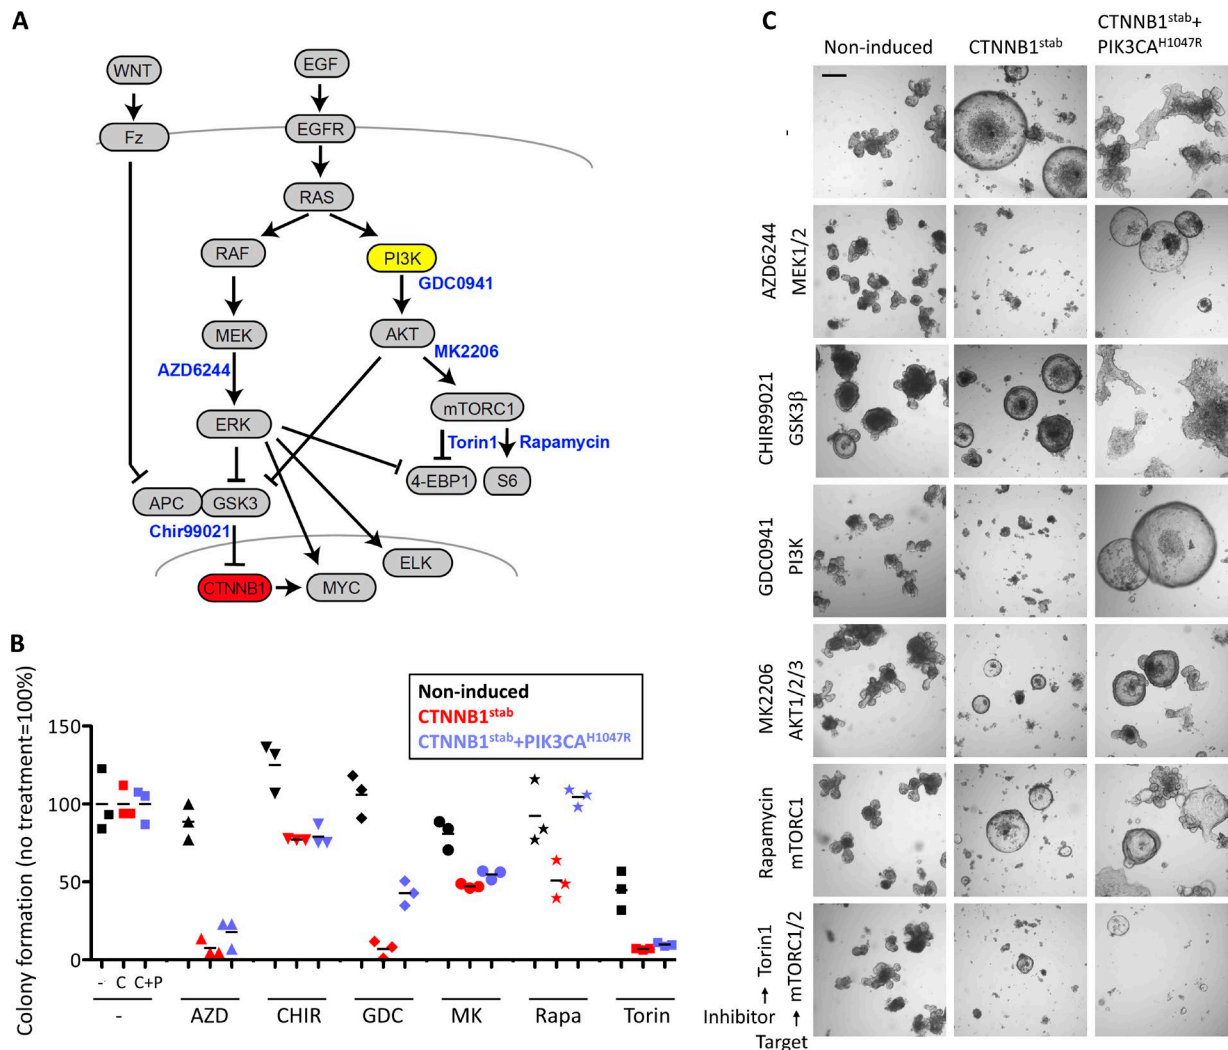 A
WNT
EGF
Fz
EGFR
RAS
RAF
PI3K
GDC0941
MEK
AKT
AZD6244
MK2206
ERK
mTORC1
Torin1
Rapamycin
4-EBP1
S6
APC
GSK3
Chir99021
ELK
CTNNB1
MYC
B
Colony formation (no treatment=100%)
150
100
50
0
Non-induced
CTNNB1stab
CTNNB1stab+PIK3CAH1047R
- C C+P
- AZD CHIR GDC MK Rapa Torin
C
Non-induced
CTNNB1stab
CTNNB1stab+
PIK3CAH1047R
-
AZD6244
MEK1/2
CHIR99021
GSK3β
GDC0941
PI3K
MK2206
AKT1/2/3
Rapamycin
mTORC1
Inhibitor → Torin1
Target → mTORC1/2